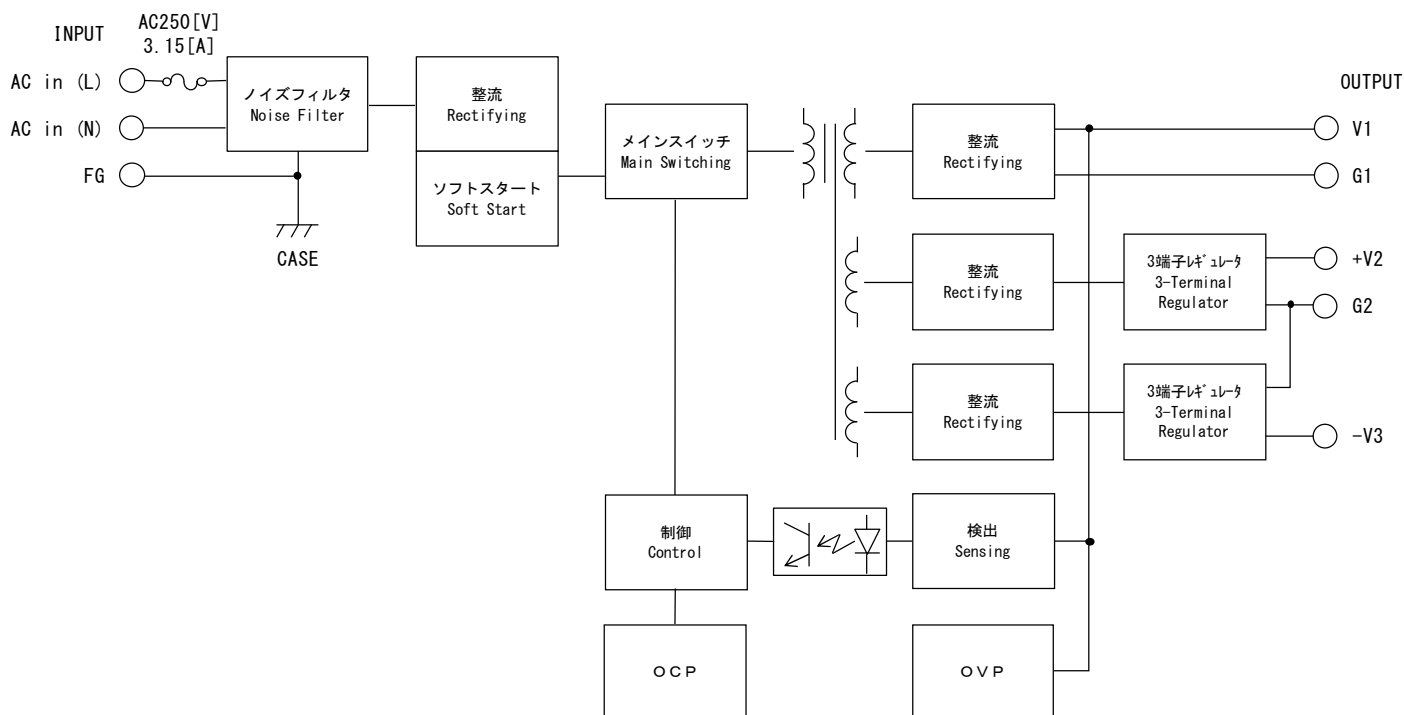 INPUT
AC250[V]
3.15[A]
AC in (L)
AC in (N)
FG
ノイズフィルタ
Noise Filter
CASE
整流
Rectifying
ソフトスタート
Soft Start
メインスイッチ
Main Switching
整流
Rectifying
OUTPUT
V1
G1
整流
Rectifying
3端子ﾚｷﾞｭﾚｰﾀ
3-Terminal
Regulator
+V2
G2
整流
Rectifying
3端子ﾚｷﾞｭﾚｰﾀ
3-Terminal
Regulator
-V3
制御
Control
検出
Sensing
ＯＣＰ
ＯＶＰ